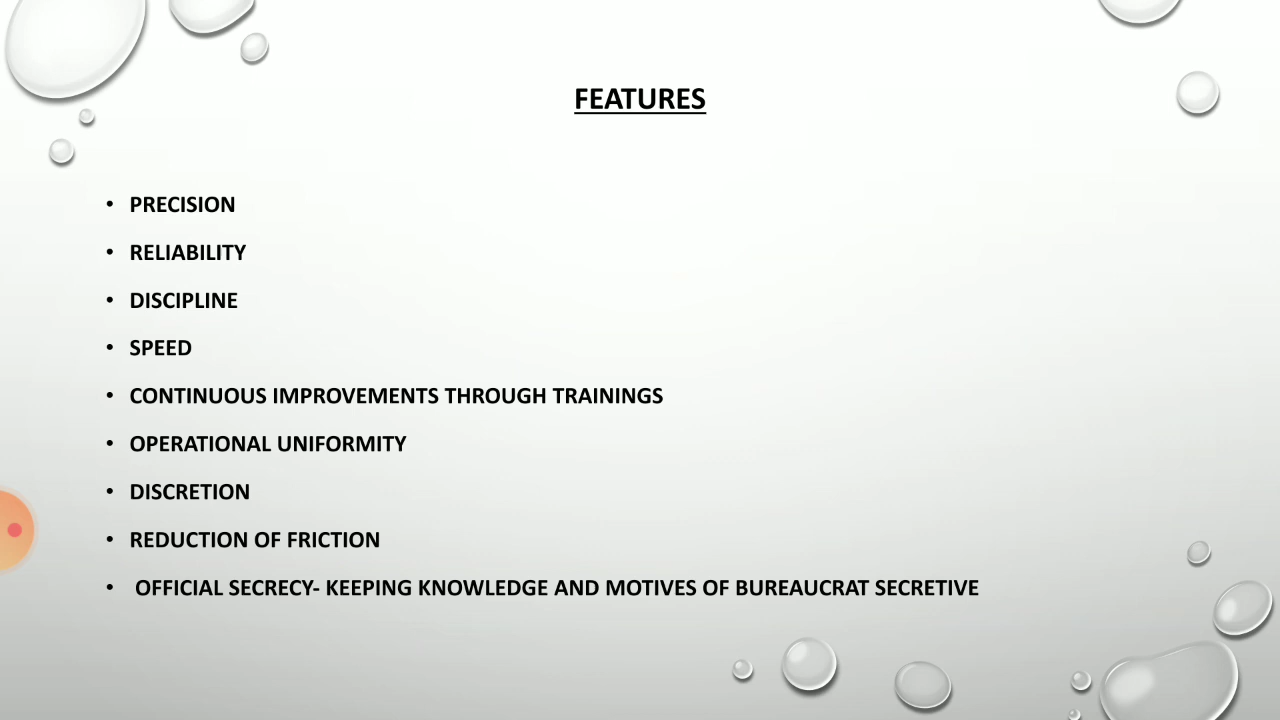 FEATURES
• PRECISION
• RELIABILITY
• DISCIPLINE
• SPEED
• CONTINUOUS IMPROVEMENTS THROUGH TRAININGS
• OPERATIONAL UNIFORMITY
• DISCRETION
• REDUCTION OF FRICTION
• OFFICIAL SECRECY- KEEPING KNOWLEDGE AND MOTIVES OF BUREAUCRAT SECRETIVE